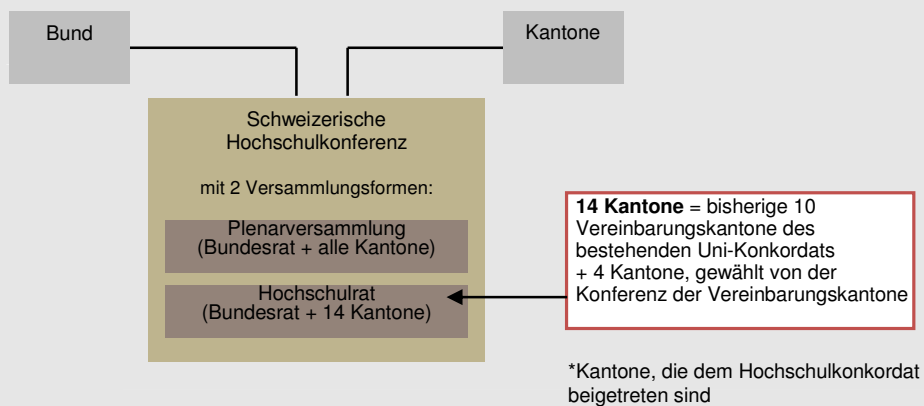 Bund
Kantone
Schweizerische
Hochschulkonferenz
mit 2 Versammlungsformen:
Plenarversammlung
(Bundesrat + alle Kantone)
Hochschulrat
(Bundesrat + 14 Kantone)
14 Kantone = bisherige 10
Vereinbarungskantone des
bestehenden Uni-Konkordats
+ 4 Kantone, gewählt von der
Konferenz der Vereinbarungskantone
*Kantone, die dem Hochschulkonkordat
beigetreten sind